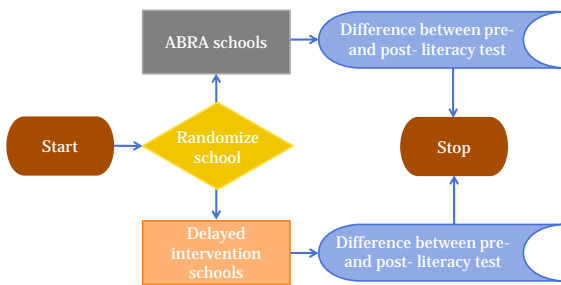 ABRA schools
Difference between pre-
and post- literacy test
Start
Randomize
school
Stop
Delayed
intervention
schools
Difference between pre-
and post- literacy test